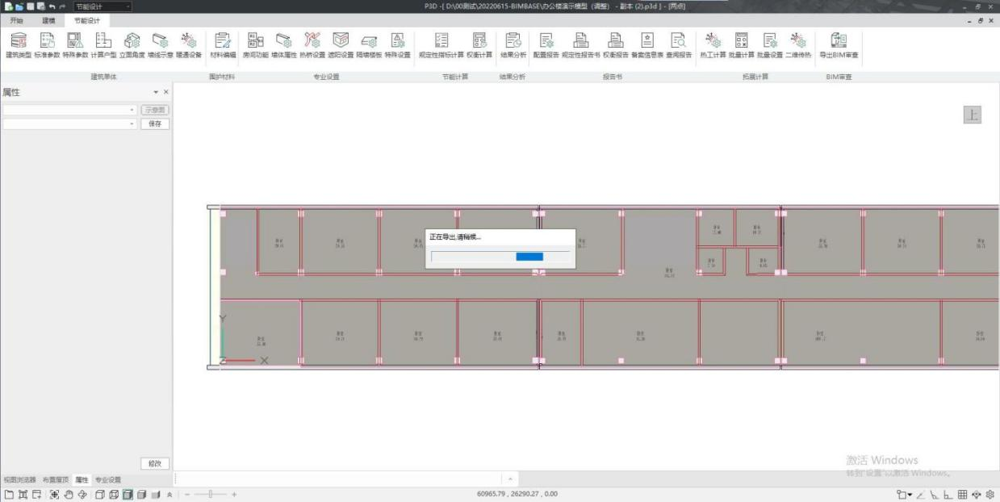 节能设计 P3D -[ D:\00测试\20220615-BIMBASE\办公楼演示模型（调整） - 副本 (2).p3d ] - [两点]
开始 建模 节能设计
建筑类型 标准参数 特殊参数 计算户型 立面角度 墙线示意 暖通设备 材料编辑 房间功能 墙体属性 热桥设置 遮阳设置 隔墙楼板 特殊设置 规定性指标计算 权衡计算 结果分析 配置报告 规定性报告书 权衡报告 备案信息表 查阅报告 热工计算 批量计算 批量设置 二维传热 导出BIM审查
建筑单体 围护材料 专业设置 节能计算 结果分析 报告书 拓展计算 BIM审查
属性
示意图
保存
上
正在导出,请稍候...
Y
Z X
修改
激活 Windows
转到"设置"以激活 Windows。
视图浏览器 布置屋顶 属性 专业设置
60965.79 , 26290.27 , 0.00